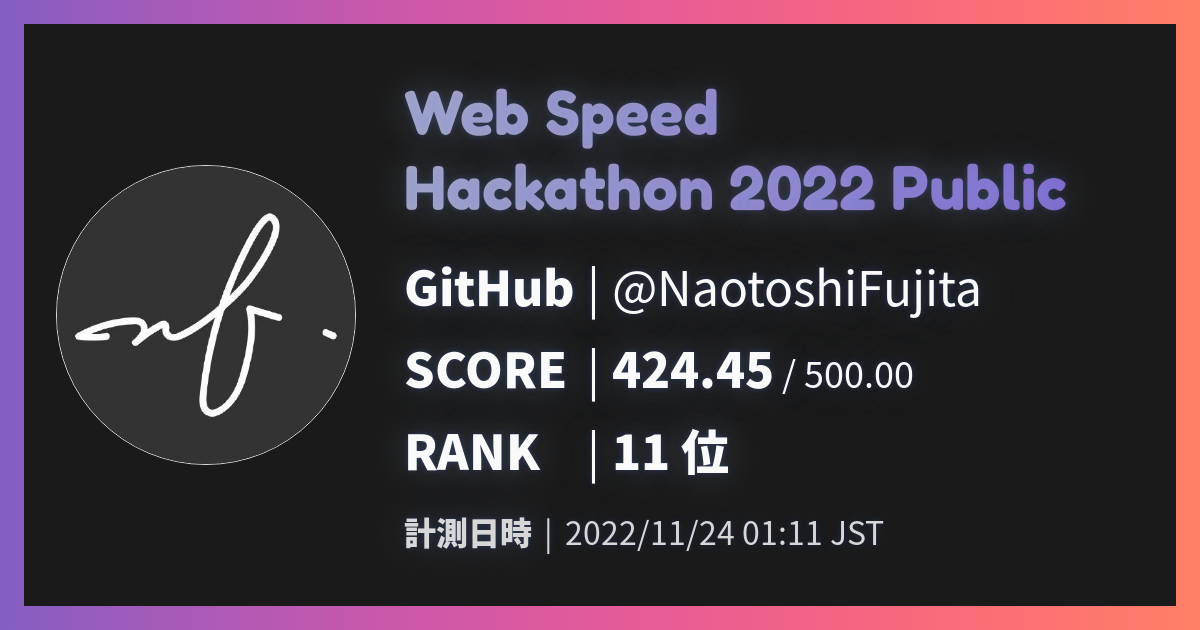 Web Speed
Hackathon 2022 Public
nf.
GitHub | @NaotoshiFujita
SCORE | 424.45 / 500.00
RANK | 11 位
計測日時 | 2022/11/24 01:11 JST